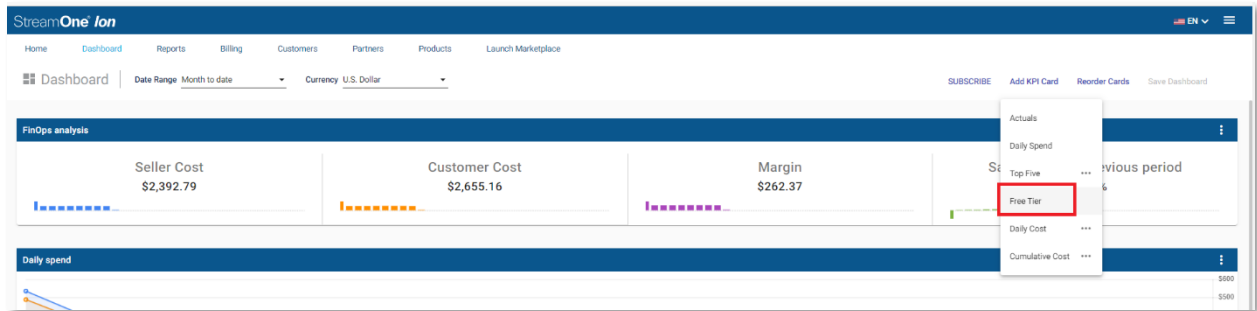 StreamOne Ion
EN
Home Dashboard Reports Billing Customers Partners Products Launch Marketplace
Dashboard Date Range Month to date Currency U.S. Dollar SUBSCRIBE Add KPI Card Reorder Cards Save Dashboard
FinOps analysis
Seller Cost
$2,392.79
Customer Cost
$2,655.16
Margin
$262.37
Sa
evious period
%
Actuals
Daily Spend
Top Five
Free Tier
Daily Cost
Cumulative Cost
Daily spend
$600
$500